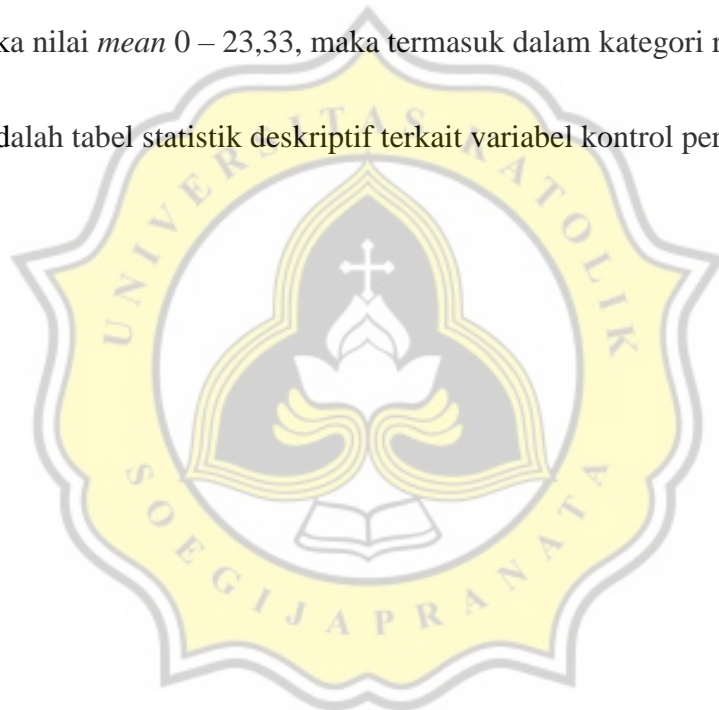 ka nilai mean 0 – 23,33, maka termasuk dalam kategori
dalah tabel statistik deskriptif terkait variabel kontrol per
UNIVERSITAS KATOLIK
SOEGIJAPRANATA